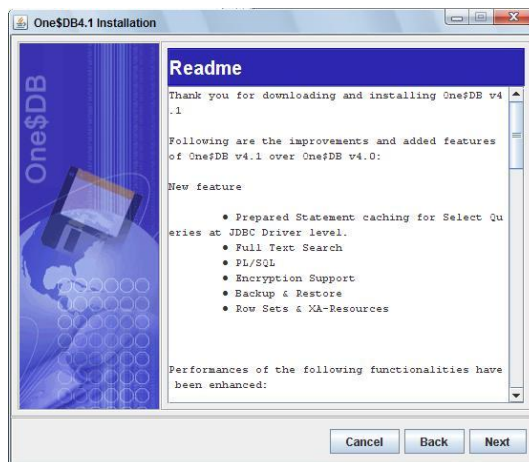 One$DB4.1 Installation
One$DB
Readme
Thank you for downloading and installing One$DB v4
.1
Following are the improvements and added features
of One$DB v4.1 over One$DB v4.0:
New feature
● Prepared Statement caching for Select Qu
eries at JDBC Driver level.
● Full Text Search
● PL/SQL
● Encryption Support
● Backup & Restore
● Row Sets & XA-Resources
Performances of the following functionalities have
been enhanced:
Cancel Back Next